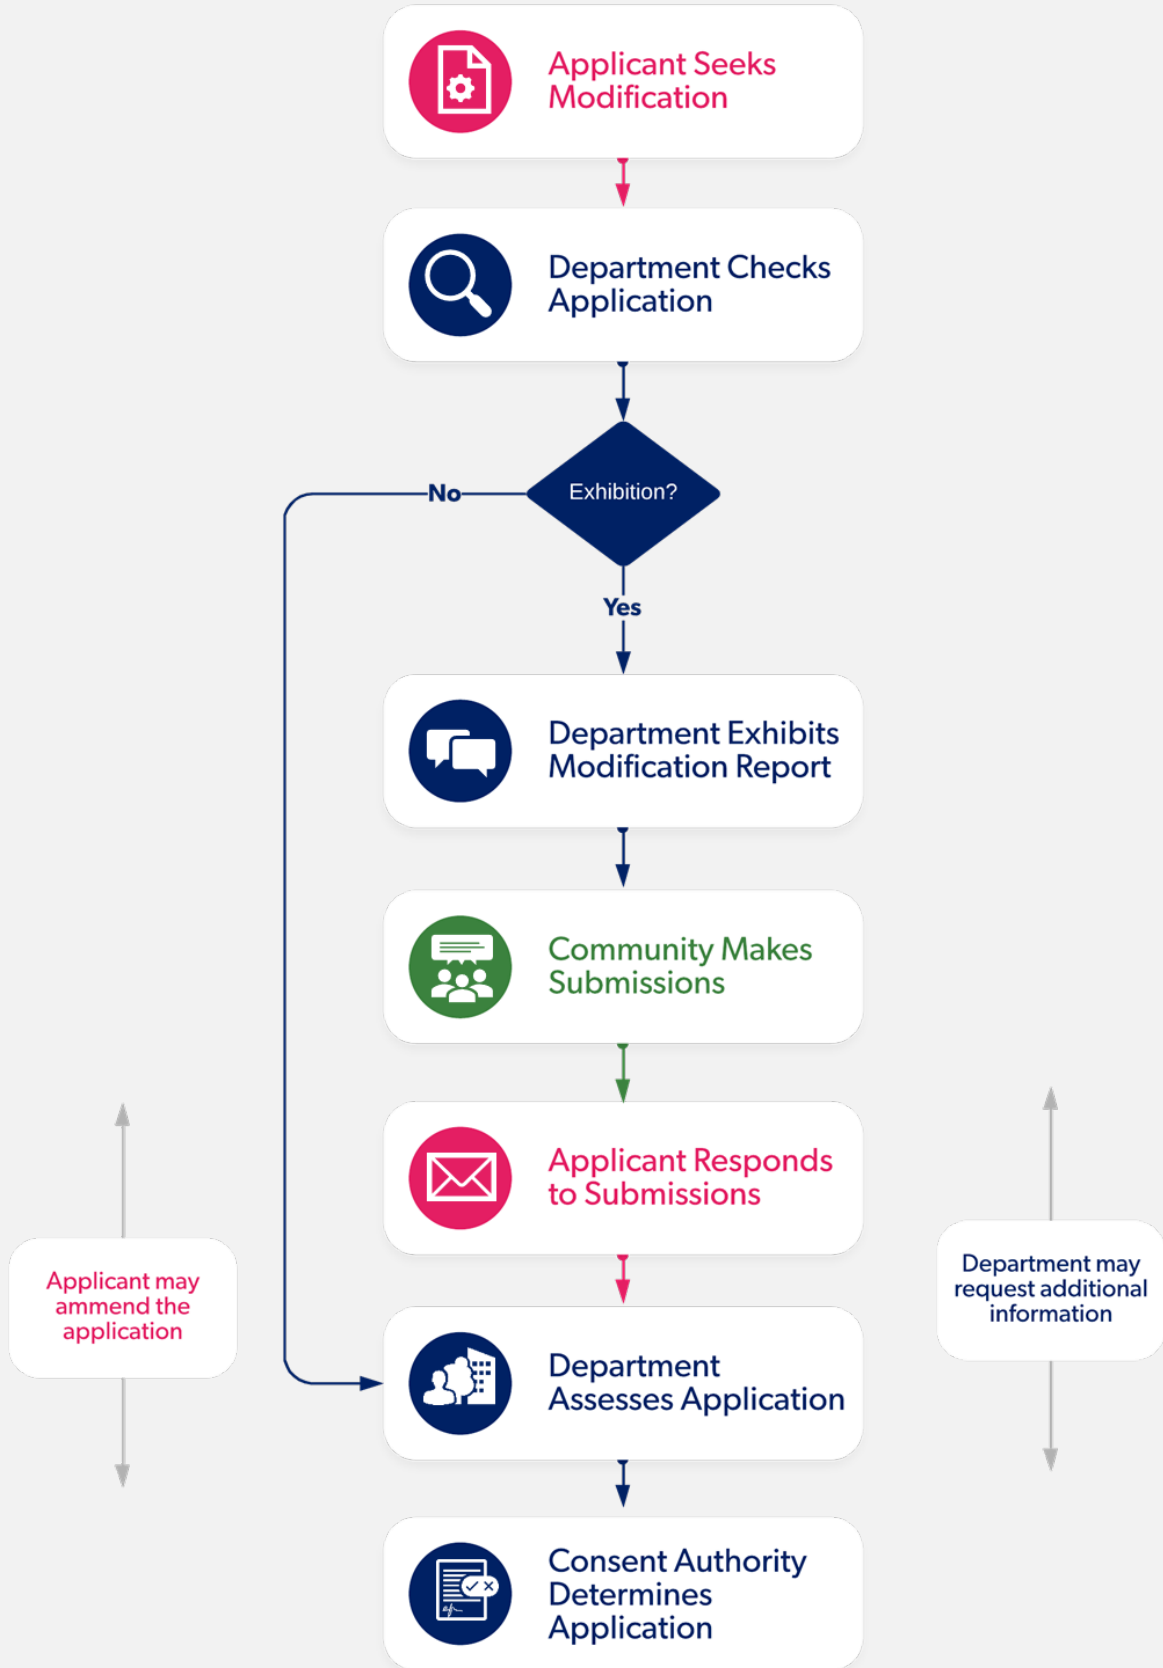 Applicant Seeks
Modification
Department Checks
Application
Exhibition?
No
Yes
Department Exhibits
Modification Report
Community Makes
Submissions
Applicant Responds
to Submissions
Applicant may
ammend the
application
Department may
request additional
information
Department
Assesses Application
Consent Authority
Determines
Application